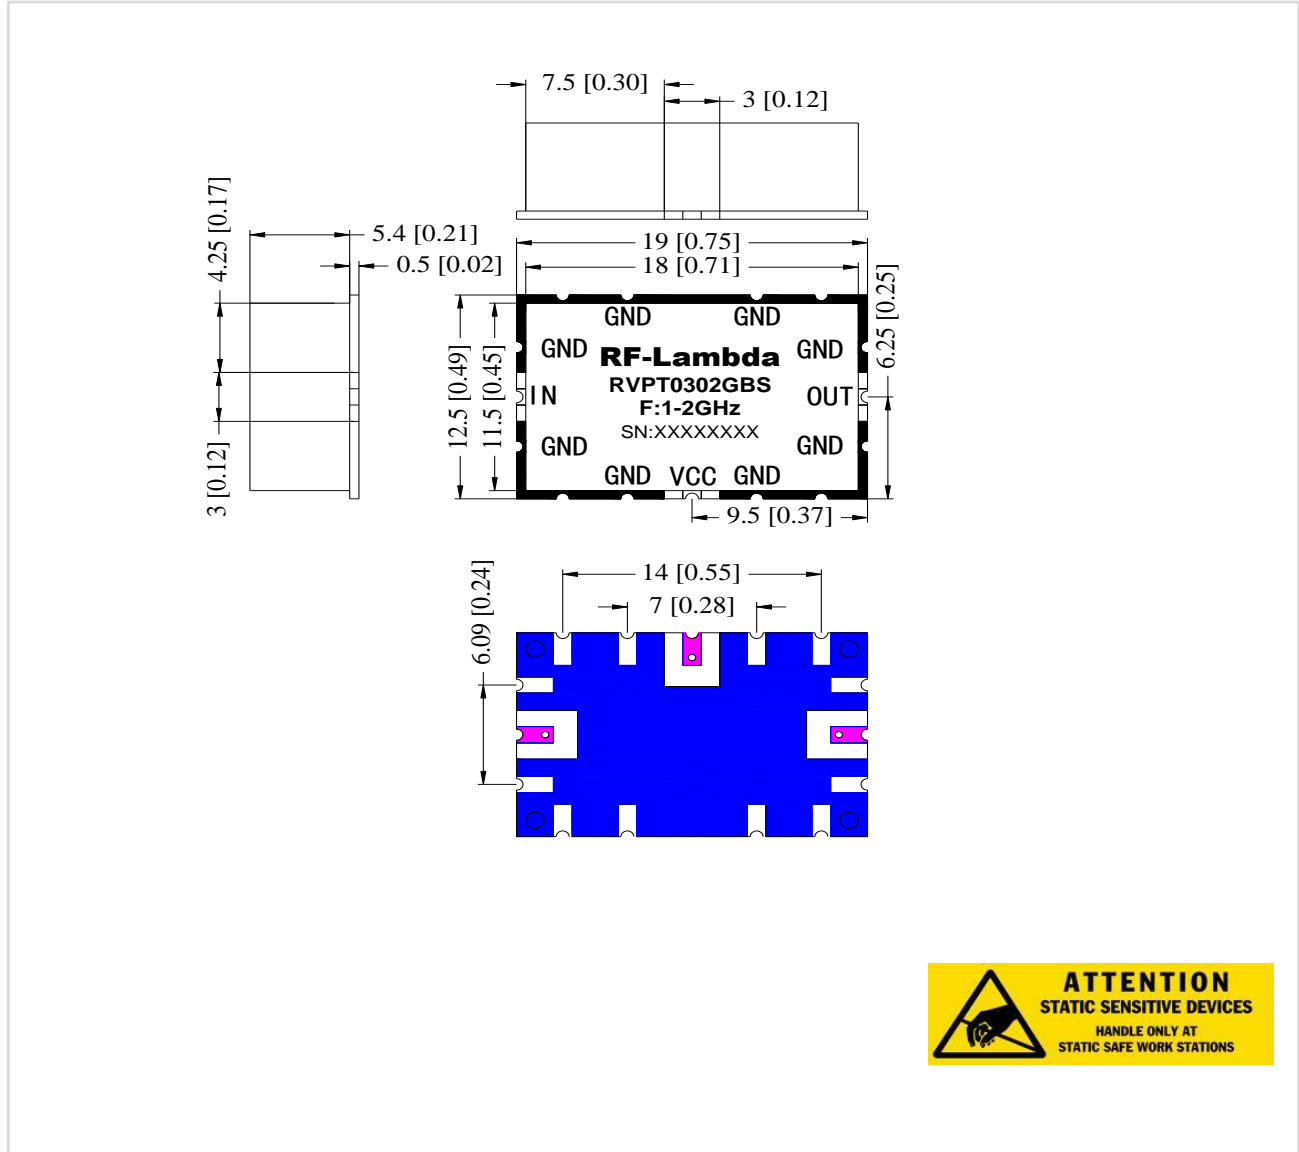 7.5 [0.30]
3 [0.12]
4.25 [0.17]
5.4 [0.21]
0.5 [0.02]
3 [0.12]
19 [0.75]
18 [0.71]
6.25 [0.25]
12.5 [0.49]
11.5 [0.45]
GND GND
GND RF-Lambda GND
RVPT0302GBS
IN OUT
F:1-2GHz
SN:XXXXXXXX
GND GND
GND VCC GND
9.5 [0.37]
14 [0.55]
7 [0.28]
6.09 [0.24]
ATTENTION
STATIC SENSITIVE DEVICES
HANDLE ONLY AT
STATIC SAFE WORK STATIONS